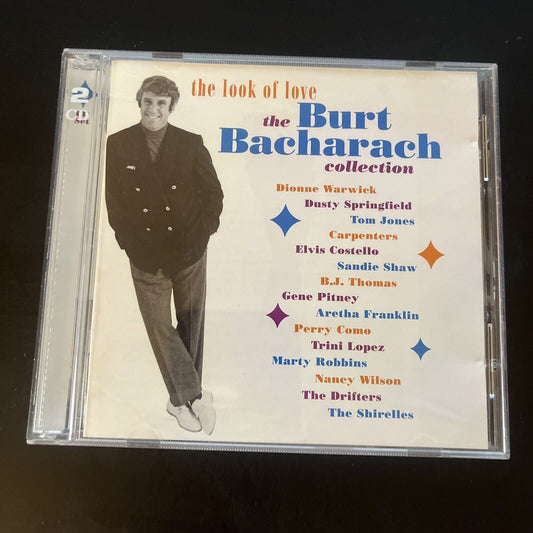 2
CD
Set
the look of love
the Burt
Bacharach
collection
Dionne Warwick
Dusty Springfield
Tom Jones
Carpenters
Elvis Costello
Sandie Shaw
B.J. Thomas
Gene Pitney
Aretha Franklin
Perry Como
Trini Lopez
Marty Robbins
Nancy Wilson
The Drifters
The Shirelles